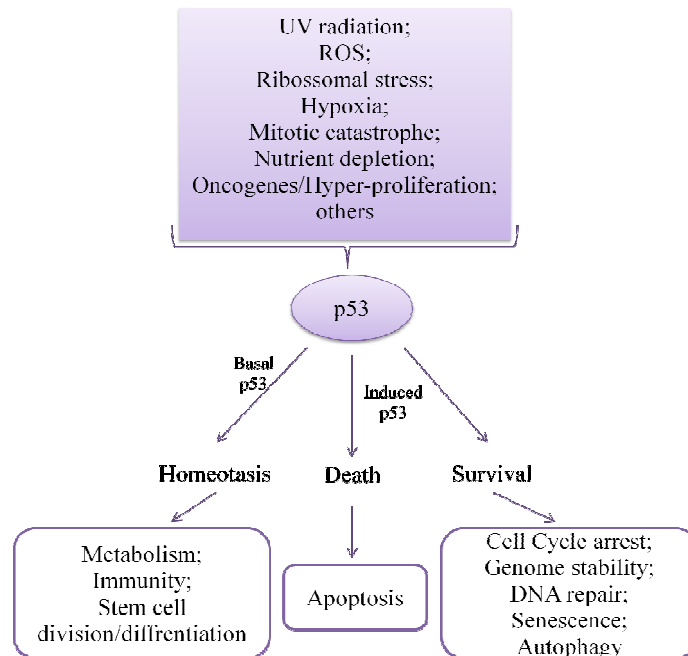 UV radiation;
ROS;
Ribossomal stress;
Hypoxia;
Mitotic catastrophe;
Nutrient depletion;
Oncogenes/Hyper-proliferation;
others
p53
Basal
p53
Induced
p53
Homeotasis
Death
Survival
Metabolism;
Immunity;
Stem cell
division/diffrentiation
Apoptosis
Cell Cycle arrest;
Genome stability;
DNA repair;
Senescence;
Autophagy